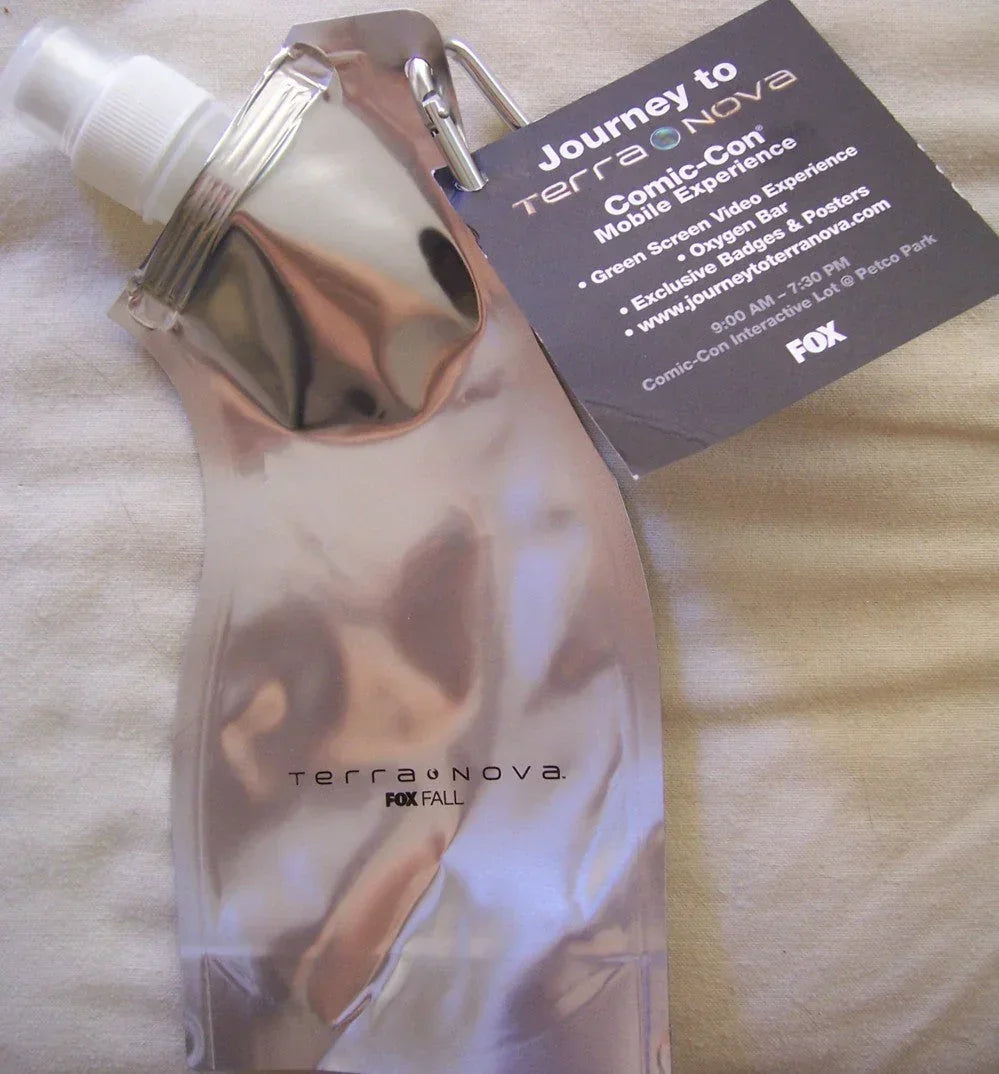 Journey to
Terra Nova
Comic-Con®
Mobile Experience
• Green Screen Video Experience
• Oxygen Bar
• Exclusive Badges & Posters
• www.journeytoterranova.com
9:00 AM – 7:30 PM
Comic-Con Interactive Lot @ Petco Park
FOX
Terra Nova™
FOX FALL